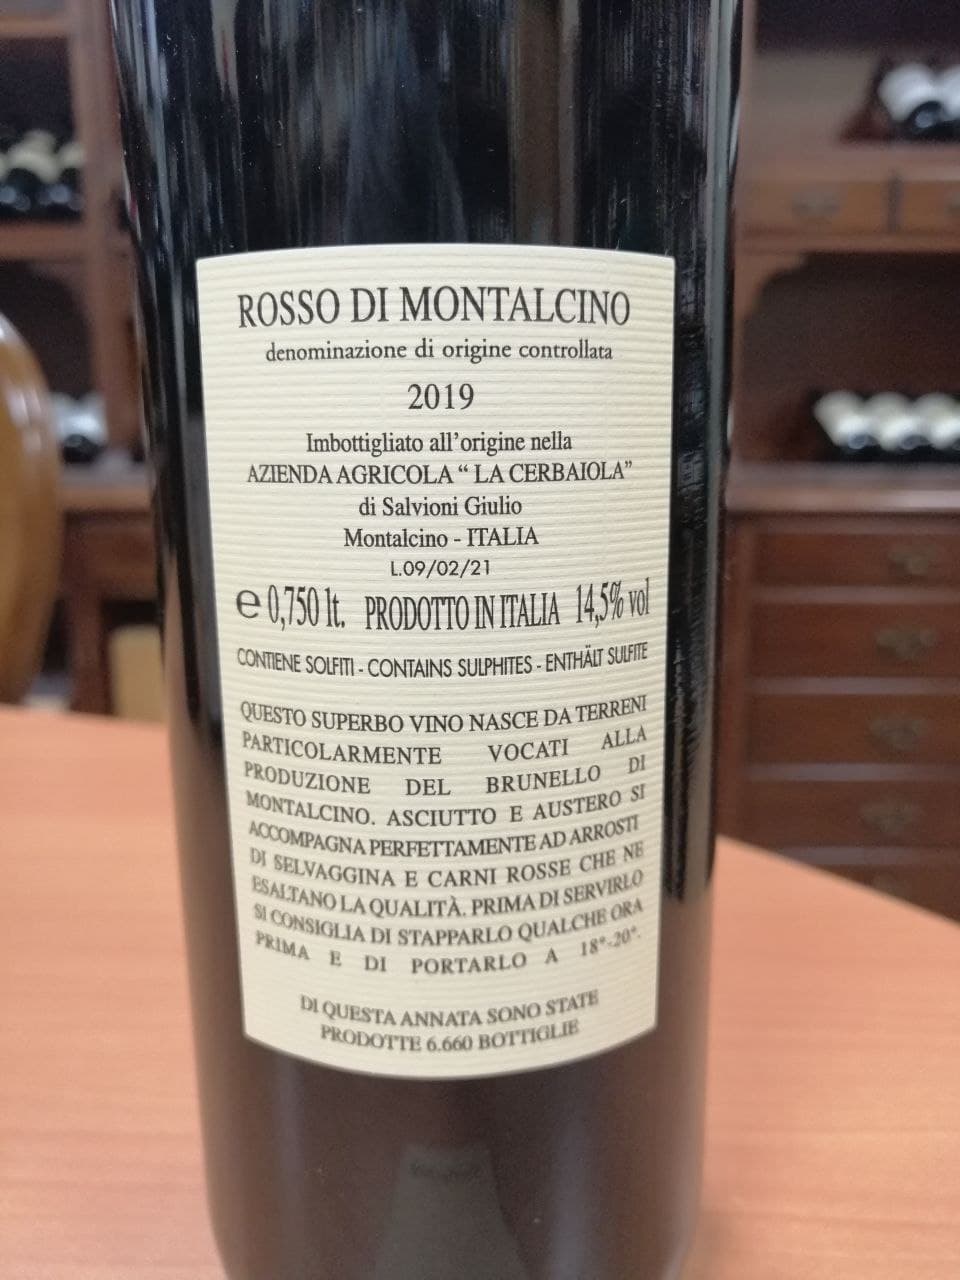 ROSSO DI MONTALCINO
denominazione di origine controllata
2019
Imbottigliato all'origine nella
AZIENDA AGRICOLA “ LA CERBAIOLA”
di Salvioni Giulio
Montalcino - ITALIA
L.09/02/21
℮ 0,750 lt. PRODOTTO IN ITALIA 14,5% vol
CONTIENE SOLFITI - CONTAINS SULPHITES - ENTHÄLT SULFITE
QUESTO SUPERBO VINO NASCE DA TERRENI
PARTICOLARMENTE VOCATI ALLA
PRODUZIONE DEL BRUNELLO DI
MONTALCINO. ASCIUTTO E AUSTERO SI
ACCOMPAGNA PERFETTAMENTE AD ARROSTI
DI SELVAGGINA E CARNI ROSSE CHE NE
ESALTANO LA QUALITÀ. PRIMA DI SERVIRLO
SI CONSIGLIA DI STAPPARLO QUALCHE ORA
PRIMA E DI PORTARLO A 18°-20°.
DI QUESTA ANNATA SONO STATE
PRODOTTE 6.660 BOTTIGLIE